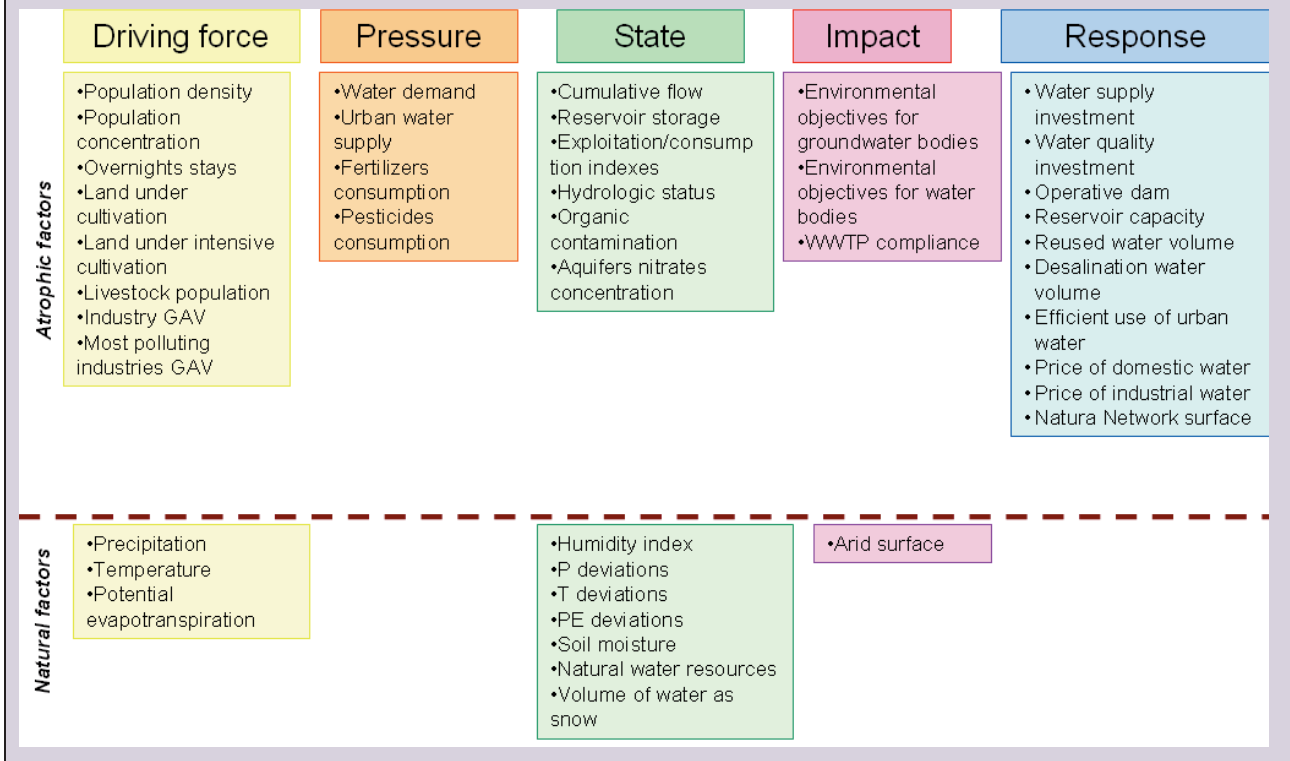 Driving force
Pressure
State
Impact
Response
Atrophic factors
•Population density
•Population
concentration
•Overnights stays
•Land under
cultivation
•Land under intensive
cultivation
•Livestock population
•Industry GAV
•Most polluting
industries GAV
•Water demand
•Urban water
supply
•Fertilizers
consumption
•Pesticides
consumption
•Cumulative flow
•Reservoir storage
•Exploitation/consump
tion indexes
•Hydrologic status
•Organic
contamination
•Aquifers nitrates
concentration
•Environmental
objectives for
groundwater bodies
•Environmental
objectives for water
bodies
•WWTP compliance
•Water supply
investment
•Water quality
investment
•Operative dam
•Reservoir capacity
•Reused water volume
•Desalination water
volume
•Efficient use of urban
water
•Price of domestic water
•Price of industrial water
•Natura Network surface
Natural factors
•Precipitation
•Temperature
•Potential
evapotranspiration
•Humidity index
•P deviations
•T deviations
•PE deviations
•Soil moisture
•Natural water resources
•Volume of water as
snow
•Arid surface